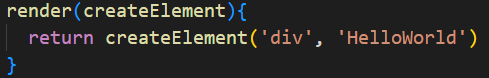 render(createElement){
  return createElement('div', 'HelloWorld')
}